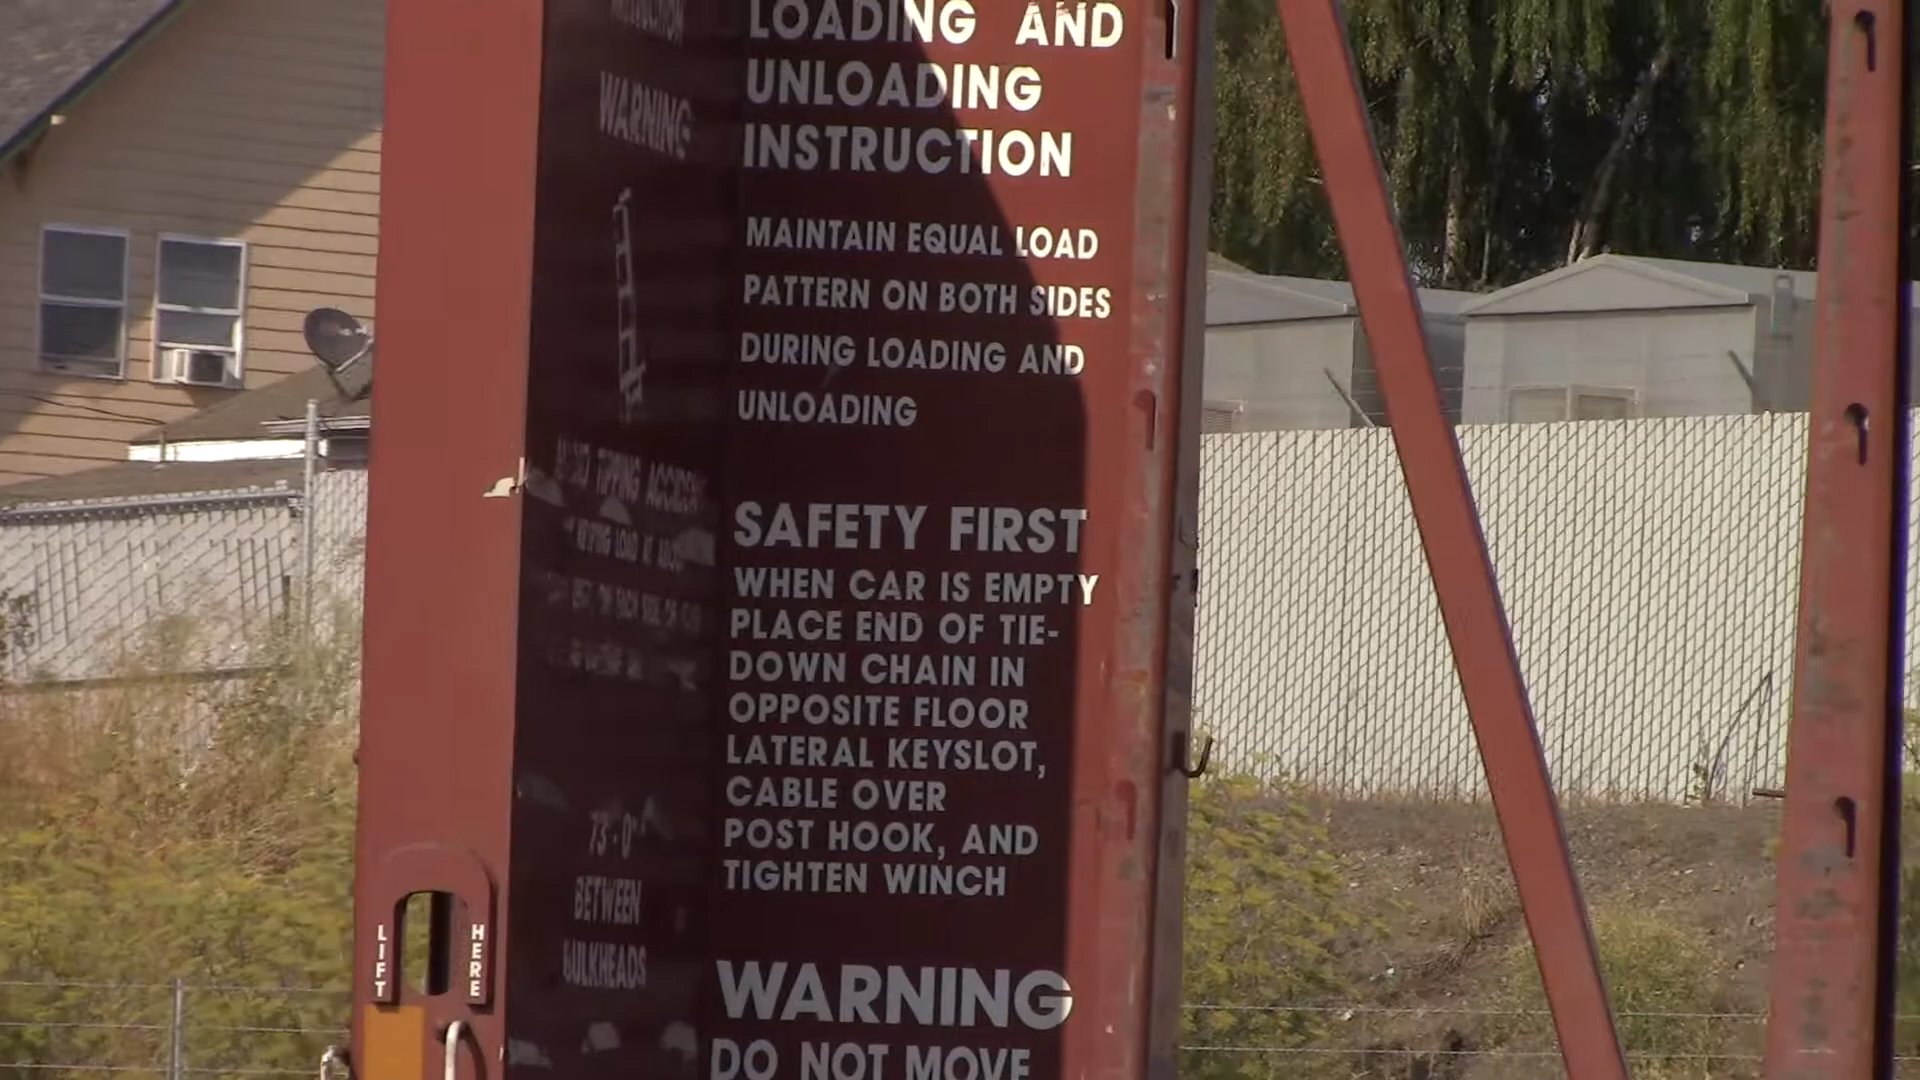 WARNING
TIPPING
73'-0"
BETWEEN
BULKHEADS
LIFT
HERE
LOADING AND
UNLOADING
INSTRUCTION
MAINTAIN EQUAL LOAD
PATTERN ON BOTH SIDES
DURING LOADING AND
UNLOADING
SAFETY FIRST
WHEN CAR IS EMPTY
PLACE END OF TIE-
DOWN CHAIN IN
OPPOSITE FLOOR
LATERAL KEYSLOT,
CABLE OVER
POST HOOK, AND
TIGHTEN WINCH
WARNING
DO NOT MOVE